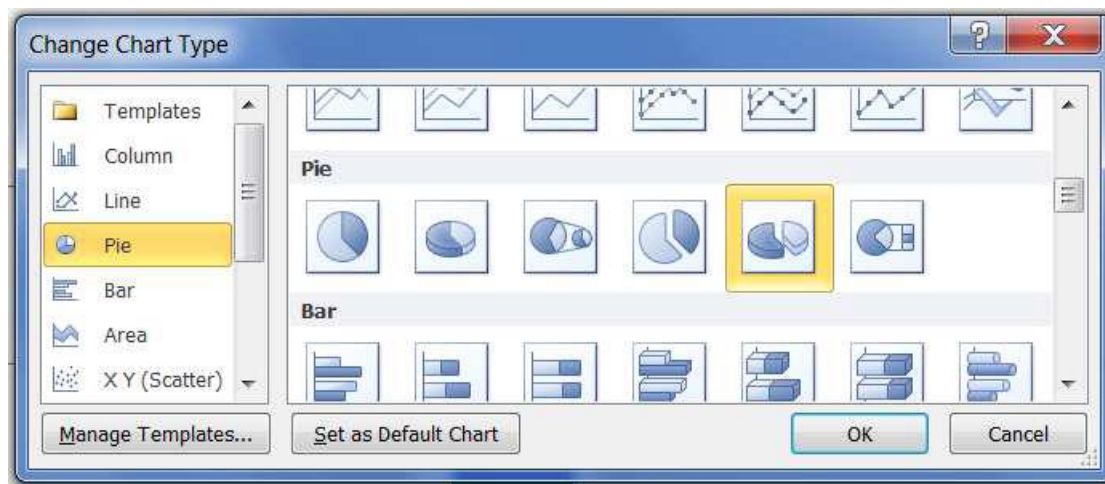 Change Chart Type
Templates
Column
Line
Pie
Bar
Area
X Y (Scatter)
Pie
Bar
Manage Templates...
Set as Default Chart
OK
Cancel